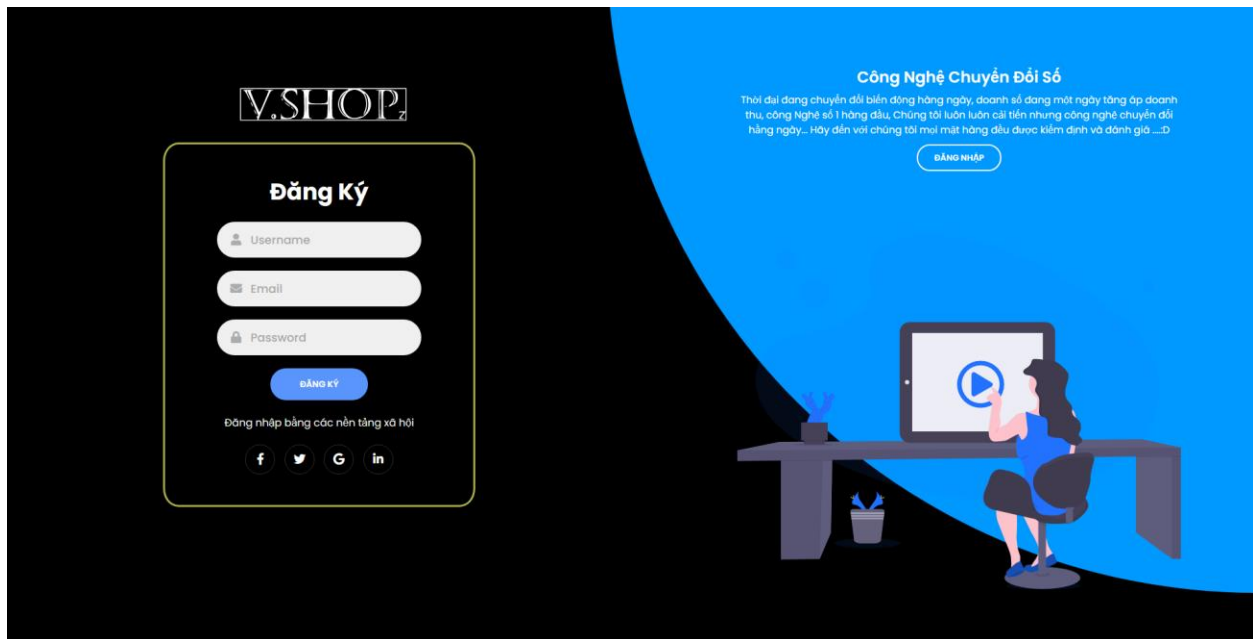 V.SHOP.z
Đăng Ký
Username
Email
Password
ĐĂNG KÝ
Đăng nhập bằng các nền tảng xã hội
f G in
Công Nghệ Chuyển Đổi Số
Thời đại đang chuyển đổi biến động hàng ngày, doanh số đang một ngày tăng áp doanh
thu, công Nghệ số 1 hàng đầu, Chúng tôi luôn luôn cải tiến nhưng công nghệ chuyển đổi
hằng ngày... Hãy đến với chúng tôi mọi mặt hàng đều được kiểm định và đánh giá ....:D
ĐĂNG NHẬP